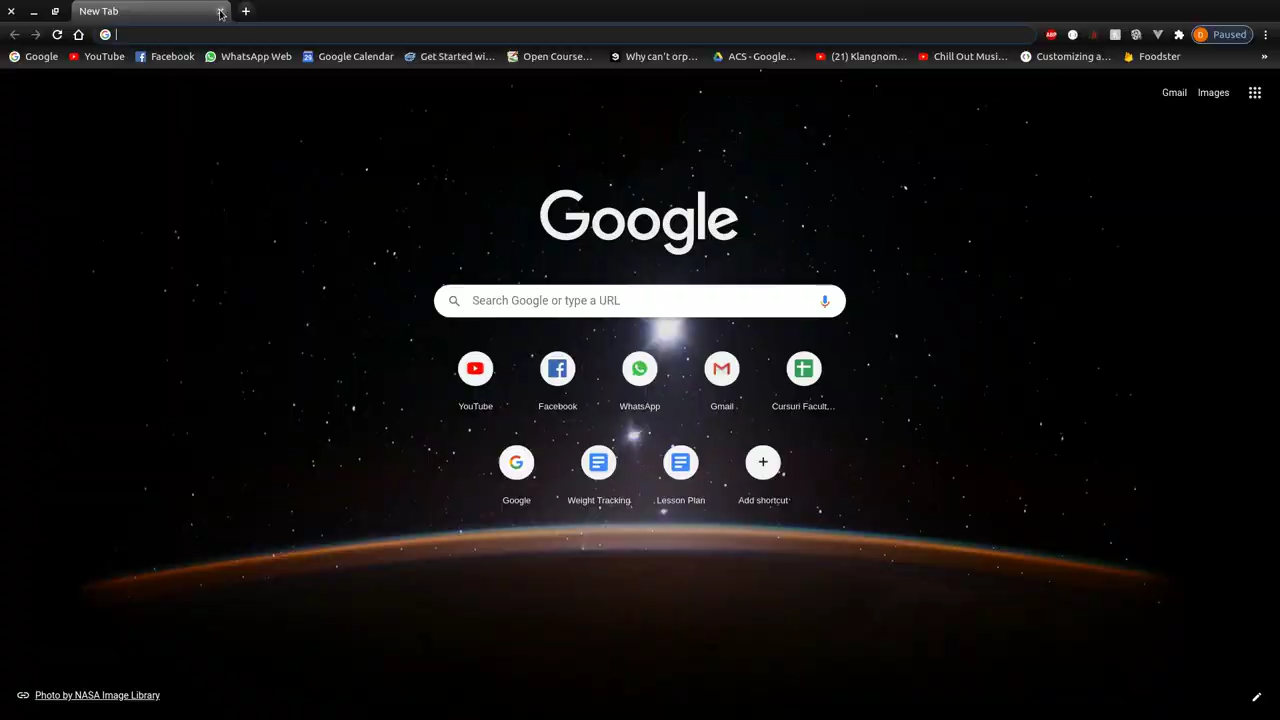 New Tab
D Paused
Google YouTube Facebook WhatsApp Web Google Calendar Get Started wi... Open Course... Why can't orp... ACS - Google... (21) Klangnom... Chill Out Musi... Customizing a... Foodster »
Gmail Images
Google
Search Google or type a URL
YouTube Facebook WhatsApp Gmail Cursuri Facult...
Google Weight Tracking Lesson Plan Add shortcut
Photo by NASA Image Library